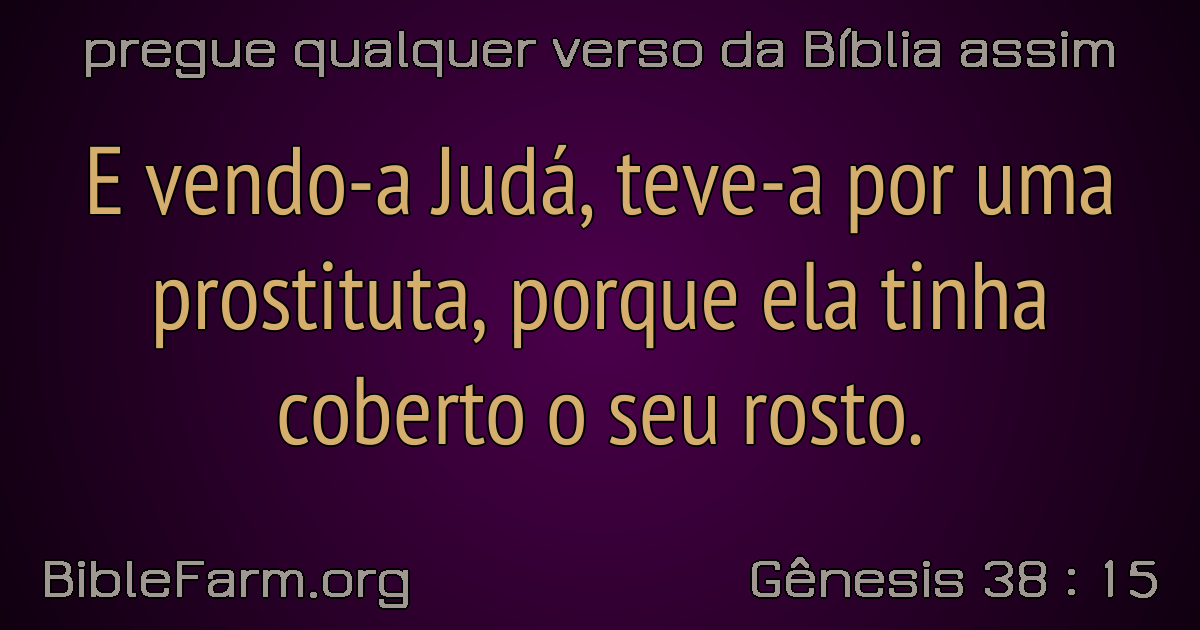 pregue qualquer verso da Bíblia assim
E vendo-a Judá, teve-a por uma
prostituta, porque ela tinha
coberto o seu rosto.
BibleFarm.org
Gênesis 38 : 15